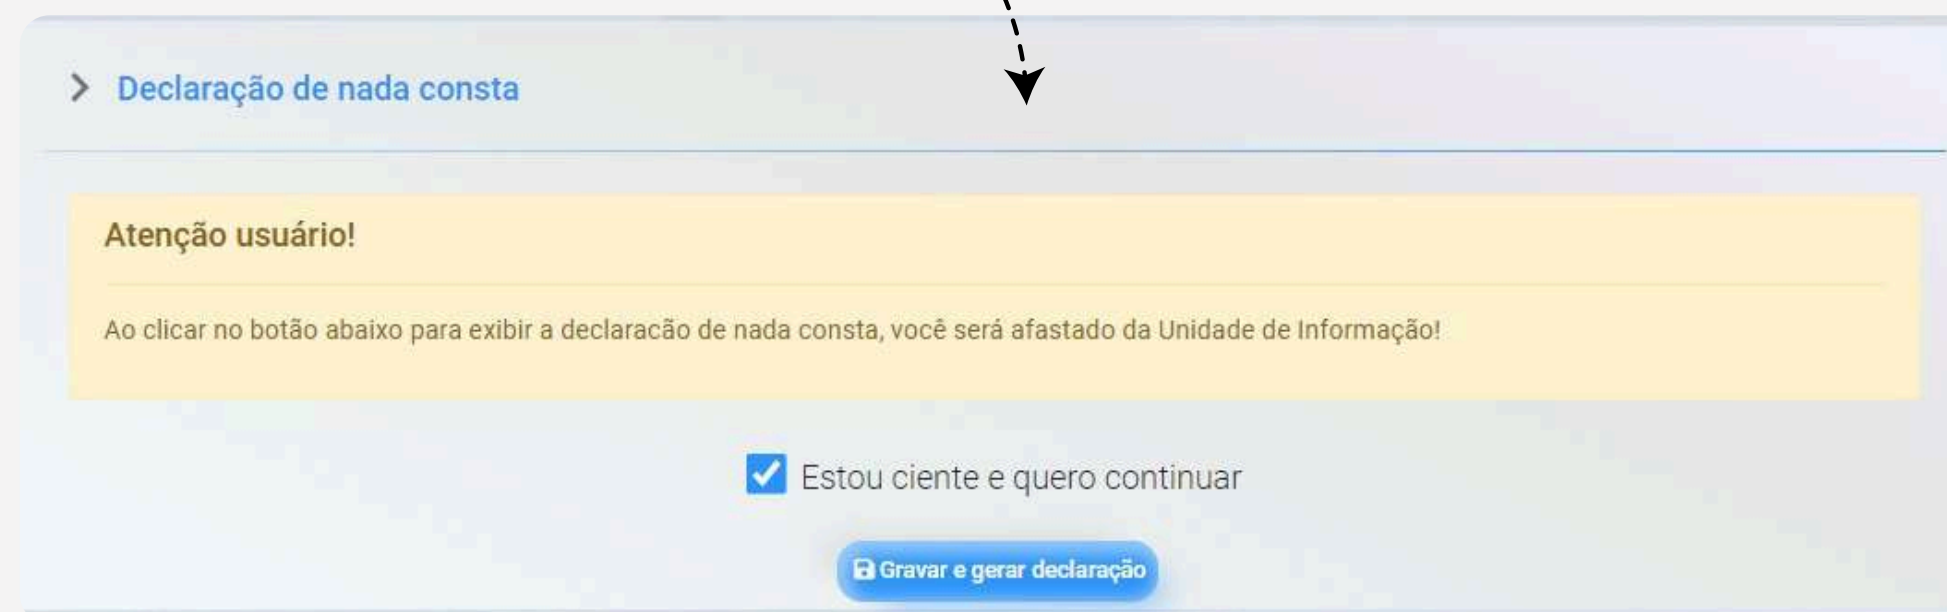 Declaração de nada consta
Atenção usuário!
Ao clicar no botão abaixo para exibir a declaracão de nada consta, você será afastado da Unidade de Informação!
Estou ciente e quero continuar
Gravar e gerar declaração